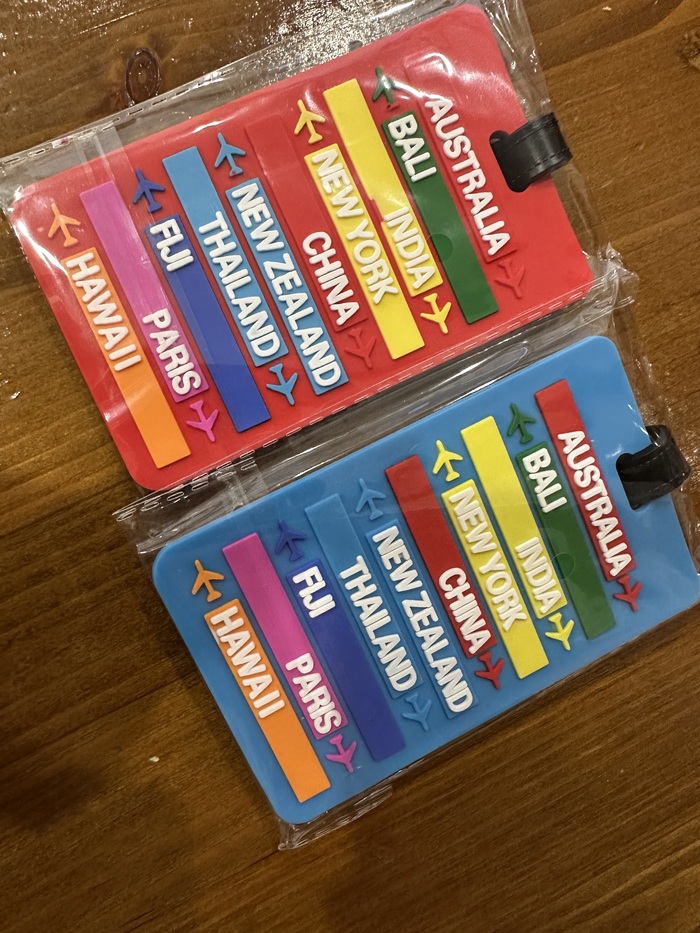 AUSTRALIA
BALI
INDIA
NEW YORK
CHINA
NEW ZEALAND
THAILAND
FIJI
PARIS
HAWAII
AUSTRALIA
BALI
INDIA
NEW YORK
CHINA
NEW ZEALAND
THAILAND
FIJI
PARIS
HAWAII